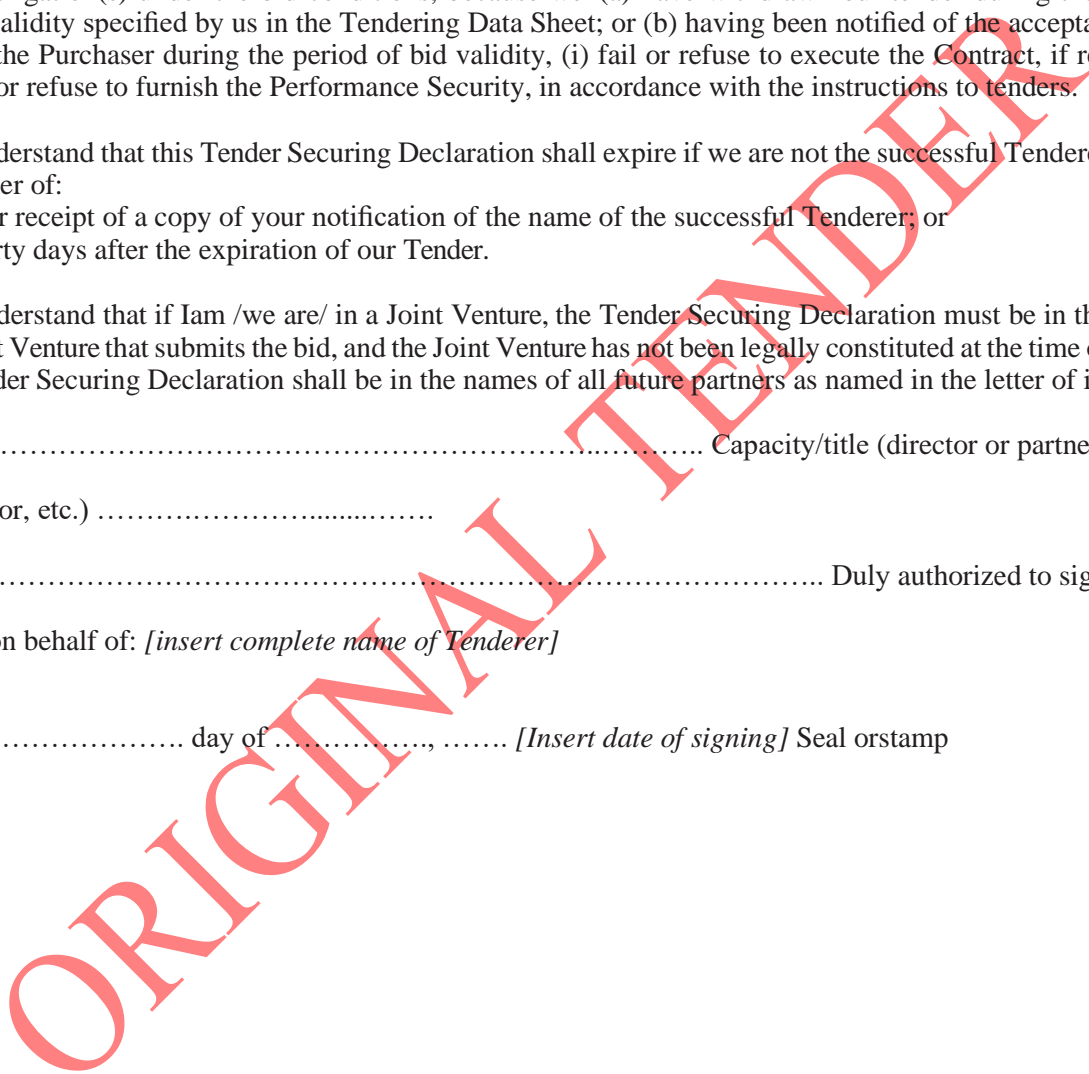 alidity specified by us in the Tendering Data Sheet; or (b) having been notified of the accepta
the Purchaser during the period of bid validity, (i) fail or refuse to execute the Contract, if re
or refuse to furnish the Performance Security, in accordance with the instructions to tenders.
derstand that this Tender Securing Declaration shall expire if we are not the successful Tendere
er of:
r receipt of a copy of your notification of the name of the successful Tenderer; or
rty days after the expiration of our Tender.
derstand that if Iam /we are/ in a Joint Venture, the Tender Securing Declaration must be in th
t Venture that submits the bid, and the Joint Venture has not been legally constituted at the time
der Securing Declaration shall be in the names of all future partners as named in the letter of i
…………………………………………………..……….. Capacity/title (director or partne
or, etc.) ……….………….........…….
…………………………………………………………………………….. Duly authorized to sig
on behalf of: [insert complete name of Tenderer]
………………. day of ……………., ……. [Insert date of signing] Seal orstamp
ORIGINAL TENDER